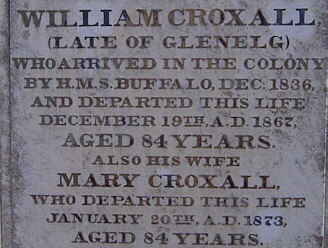 WILLIAM CROXALL,
(LATE OF GLENELG)
WHO ARRIVED IN THE COLONY
BY H.M.S. BUFFALO, DEC: 1836,
AND DEPARTED THIS LIFE
DECEMBER 19TH, A.D. 1867,
AGED 84 YEARS.
ALSO HIS WIFE
MARY CROXALL,
WHO DEPARTED THIS LIFE
JANUARY 20TH, A.D. 1873,
AGED 84 YEARS.